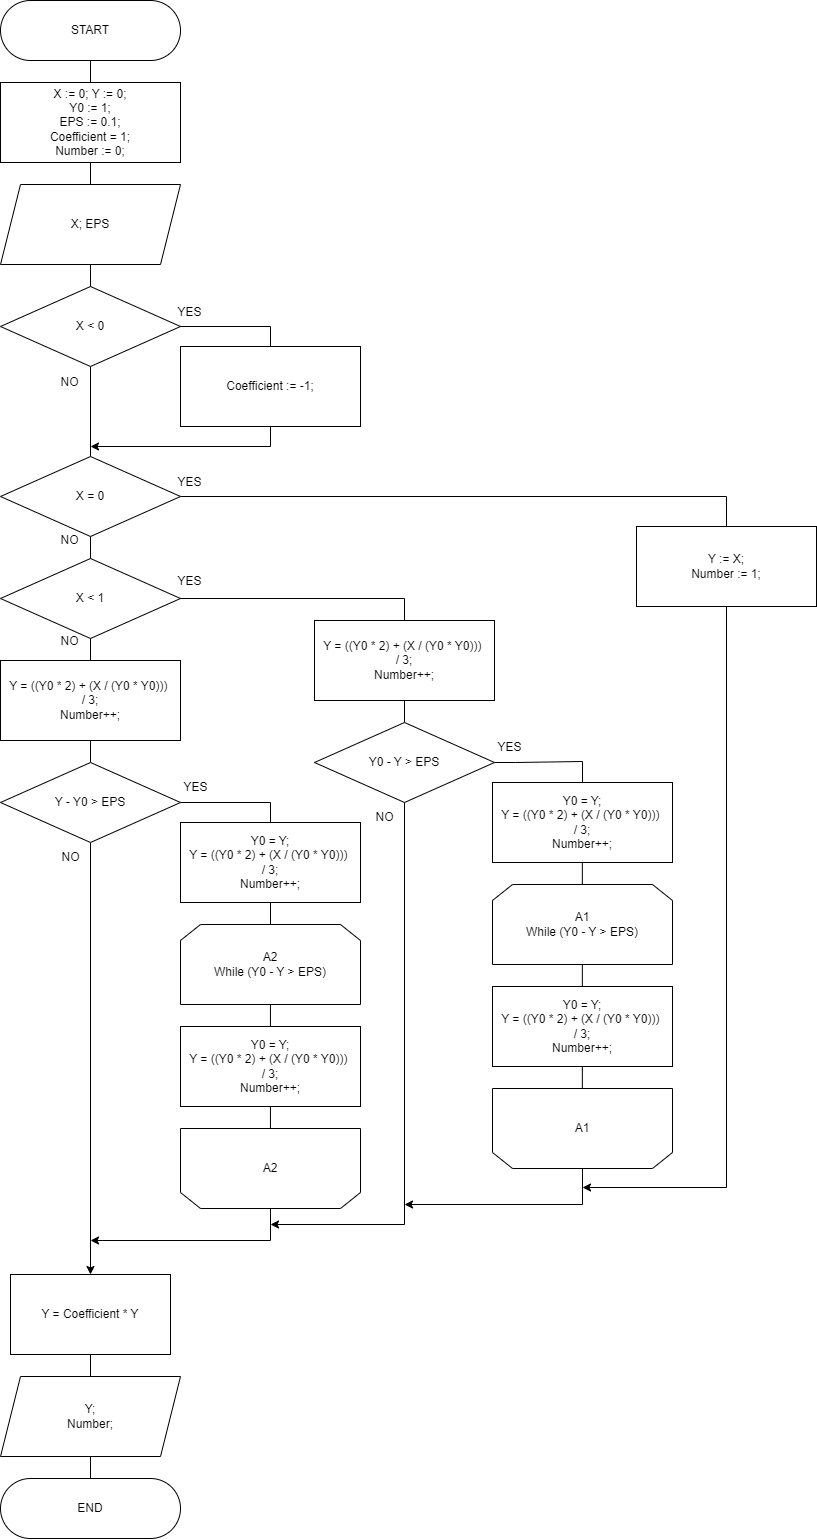 START
X := 0; Y := 0;
Y0 := 1;
EPS := 0.1;
Coefficient = 1;
Number := 0;
X; EPS
X < 0
YES
NO
Coefficient := -1;
X = 0
YES
NO
Y := X;
Number := 1;
X < 1
YES
NO
Y = ((Y0 * 2) + (X / (Y0 * Y0)))
/ 3;
Number++;
Y = ((Y0 * 2) + (X / (Y0 * Y0)))
/ 3;
Number++;
Y0 - Y > EPS
YES
NO
Y - Y0 > EPS
YES
NO
Y0 = Y;
Y = ((Y0 * 2) + (X / (Y0 * Y0)))
/ 3;
Number++;
Y0 = Y;
Y = ((Y0 * 2) + (X / (Y0 * Y0)))
/ 3;
Number++;
A1
While (Y0 - Y > EPS)
A2
While (Y0 - Y > EPS)
Y0 = Y;
Y = ((Y0 * 2) + (X / (Y0 * Y0)))
/ 3;
Number++;
Y0 = Y;
Y = ((Y0 * 2) + (X / (Y0 * Y0)))
/ 3;
Number++;
A1
A2
Y = Coefficient * Y
Y;
Number;
END